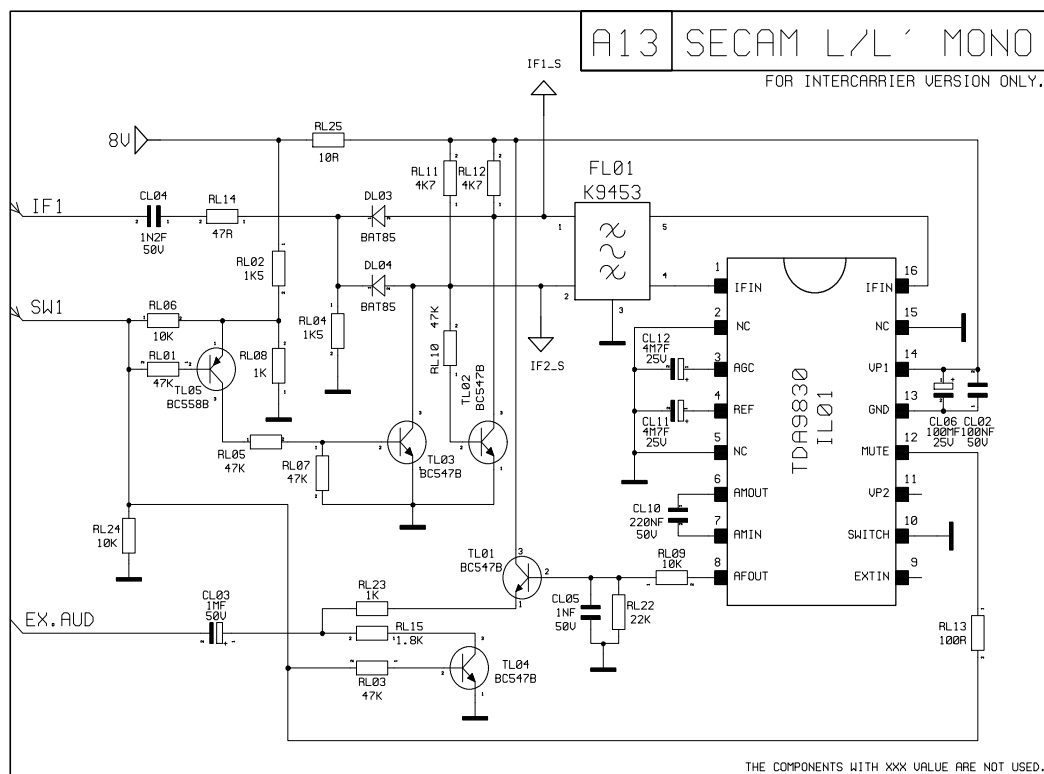 A13 SECAM L/L´ MONO
FOR INTERCARRIER VERSION ONLY.
IF1_S
8V
RL25
10R
RL11
4K7
RL12
4K7
FL01
K9453
1
2
3
4
5
IF1
CL04
1N2F
50V
RL14
47R
DL03
BAT85
DL04
BAT85
RL02
1K5
SW1
RL06
10K
RL01
47K
TL05
BC558B
RL08
1K
RL04
1K5
RL10
47K
IF2_S
TL02
BC547B
TL03
BC547B
RL05
47K
RL07
47K
CL12
4M7F
25V
CL11
4M7F
25V
CL10
220NF
50V
TDA9830
IL01
1 IFIN
2 NC
3 AGC
4 REF
5 NC
6 AMOUT
7 AMIN
8 AFOUT
IFIN 16
NC 15
VP1 14
GND 13
MUTE 12
VP2 11
SWITCH 10
EXTIN 9
CL06
100MF
25V
CL02
100NF
50V
RL24
10K
TL01
BC547B
RL09
10K
CL05
1NF
50V
RL22
22K
RL13
100R
EX.AUD
CL03
1MF
50V
RL23
1K
RL15
1.8K
RL03
47K
TL04
BC547B
THE COMPONENTS WITH XXX VALUE ARE NOT USED.